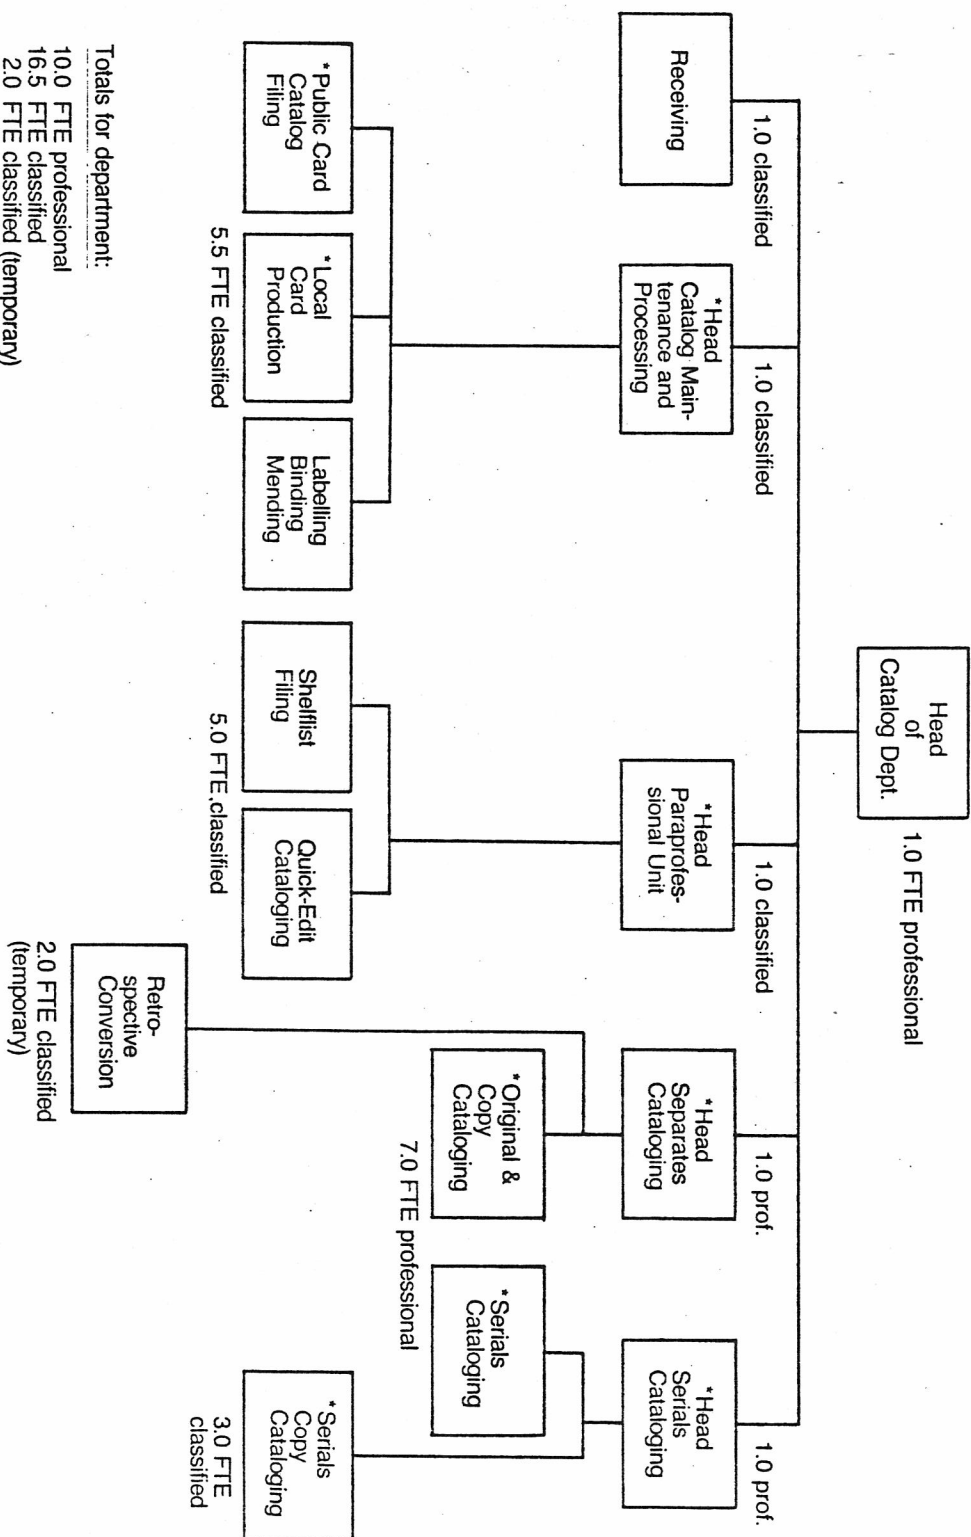 Head
of
Catalog Dept.
1.0 FTE professional
1.0 classified
1.0 classified
1.0 classified
1.0 prof.
1.0 prof.
Receiving
*Head
Catalog Main-
tenance and
Processing
*Head
Paraprofes-
sional Unit
*Head
Separates
Cataloging
*Head
Serials
Cataloging
*Original &
Copy
Cataloging
*Serials
Cataloging
7.0 FTE professional
*Public Card
Catalog
Filing
*Local
Card
Production
Labelling
Binding
Mending
Shelflist
Filing
Quick-Edit
Cataloging
*Serials
Copy
Cataloging
5.5 FTE classified
5.0 FTE classified
3.0 FTE
classified
Retro-
spective
Conversion
2.0 FTE classified
(temporary)
Totals for department:
10.0 FTE professional
16.5 FTE classified
2.0 FTE classified (temporary)